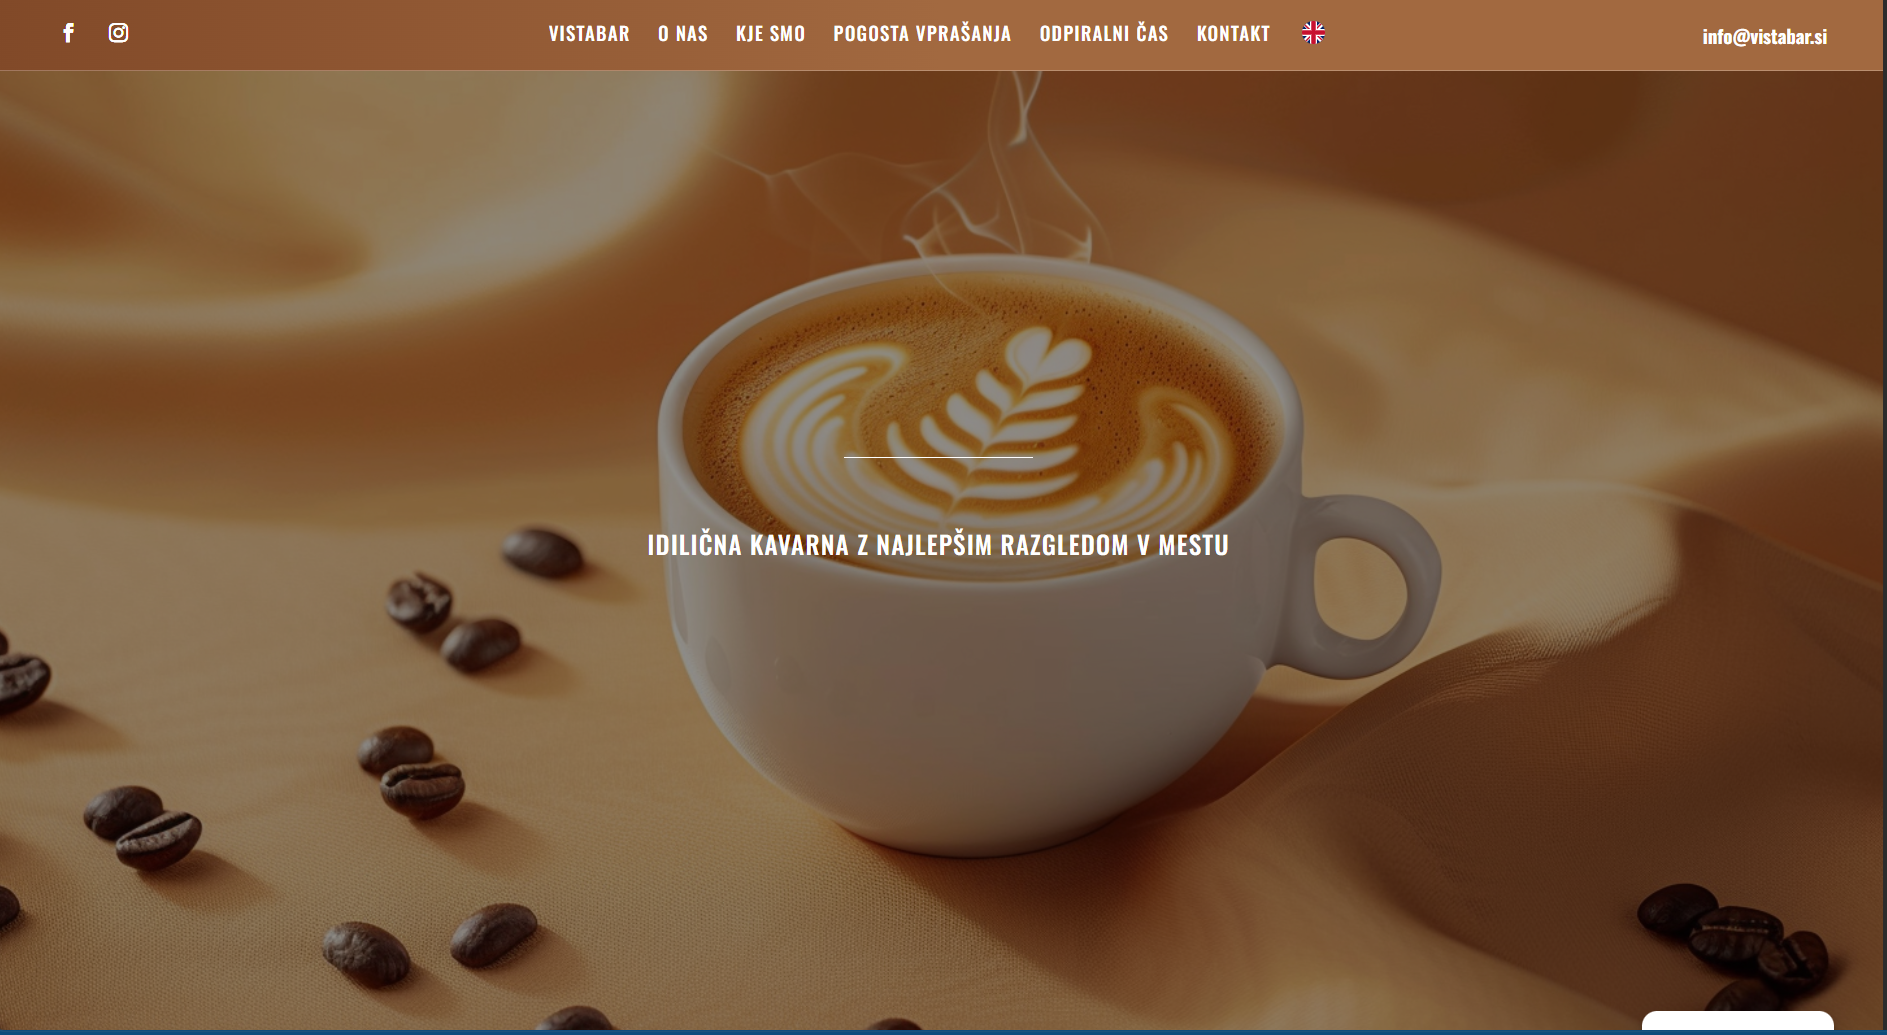 VISTABAR O NAS KJE SMO POGOSTA VPRAŠANJA ODPIRALNI ČAS KONTAKT
info@vistabar.si
IDILIČNA KAVARNA Z NAJLEPŠIM RAZGLEDOM V MESTU